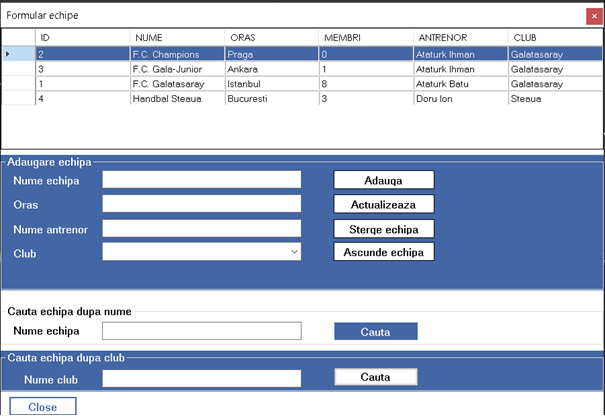 Formular echipe
ID NUME ORAS MEMBRI ANTRENOR CLUB
2 F.C. Champions Praga 0 Ataturk Ihman Galatasaray
3 F.C. Gala-Junior Ankara 1 Ataturk Ihman Galatasaray
1 F.C. Galatasaray Istanbul 8 Ataturk Batu Galatasaray
4 Handbal Steaua Bucuresti 3 Doru Ion Steaua
Adaugare echipa
Nume echipa Adauga
Oras Actualizeaza
Nume antrenor Sterge echipa
Club Ascunde echipa
Cauta echipa dupa nume
Nume echipa Cauta
Cauta echipa dupa club
Nume club Cauta
Close